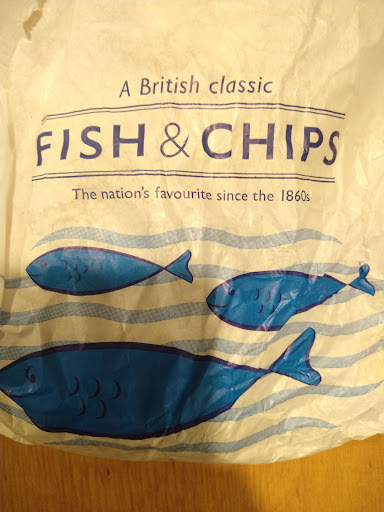 A British classic
FISH & CHIPS
The nation's favourite since the 1860s